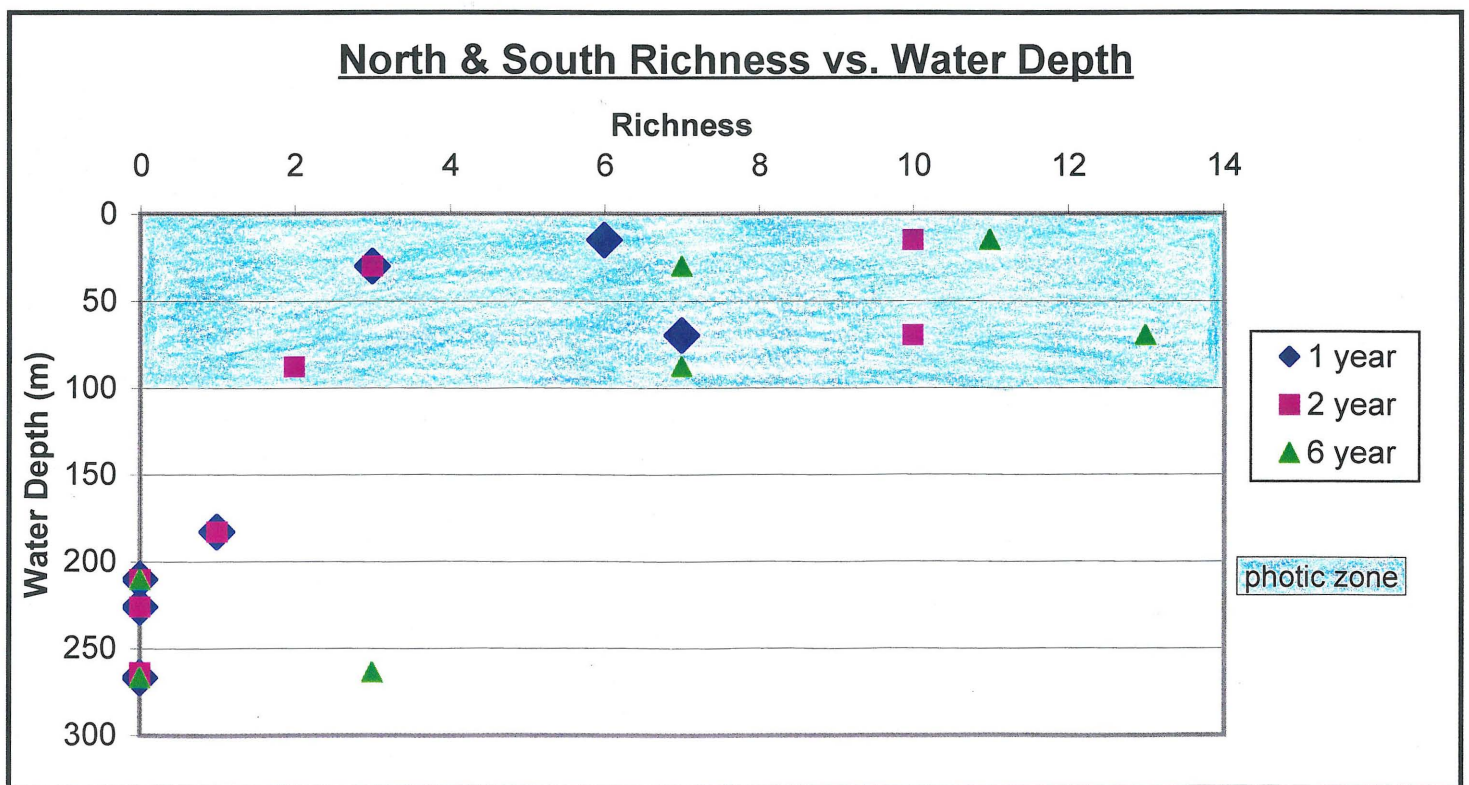 North & South Richness vs. Water Depth
Richness
0 2 4 6 8 10 12 14
0
50
100
150
200
250
300
Water Depth (m)
1 year
2 year
6 year
photic zone